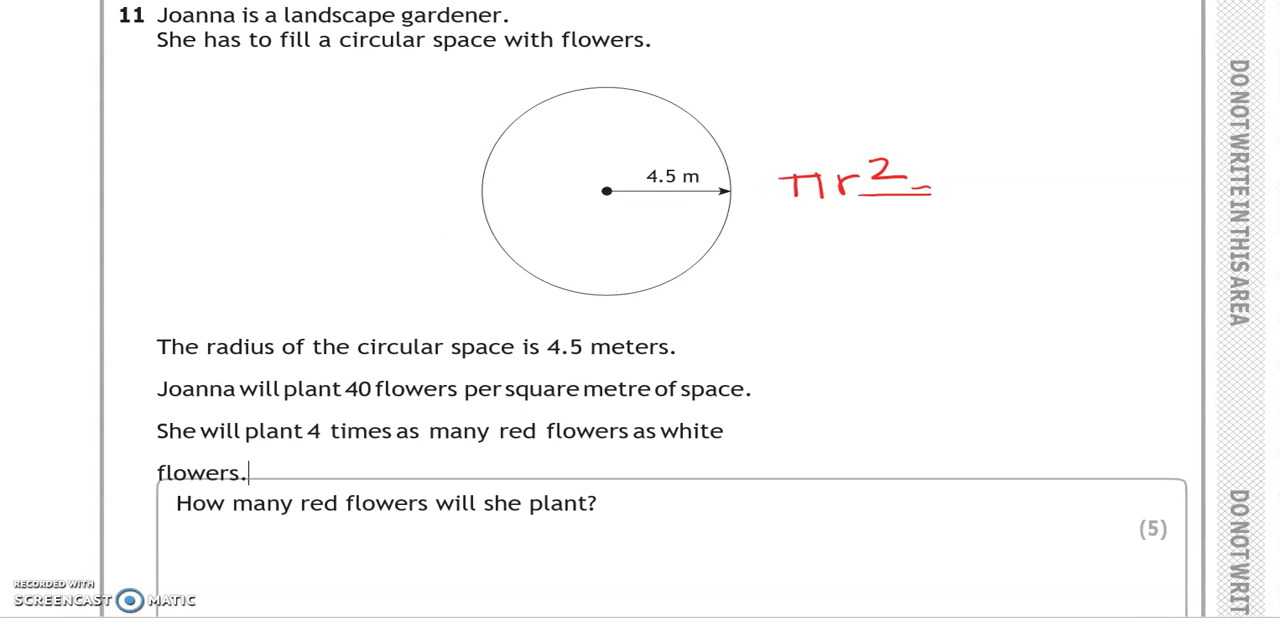 11 Joanna is a landscape gardener.
She has to fill a circular space with flowers.
4.5 m
πr² =
The radius of the circular space is 4.5 meters.
Joanna will plant 40 flowers per square metre of space.
She will plant 4 times as many red flowers as white
flowers.
How many red flowers will she plant?
(5)
RECORDED WITH
SCREENCAST MATIC
DO NOT WRITE IN THIS AREA
DO NOT WRIT